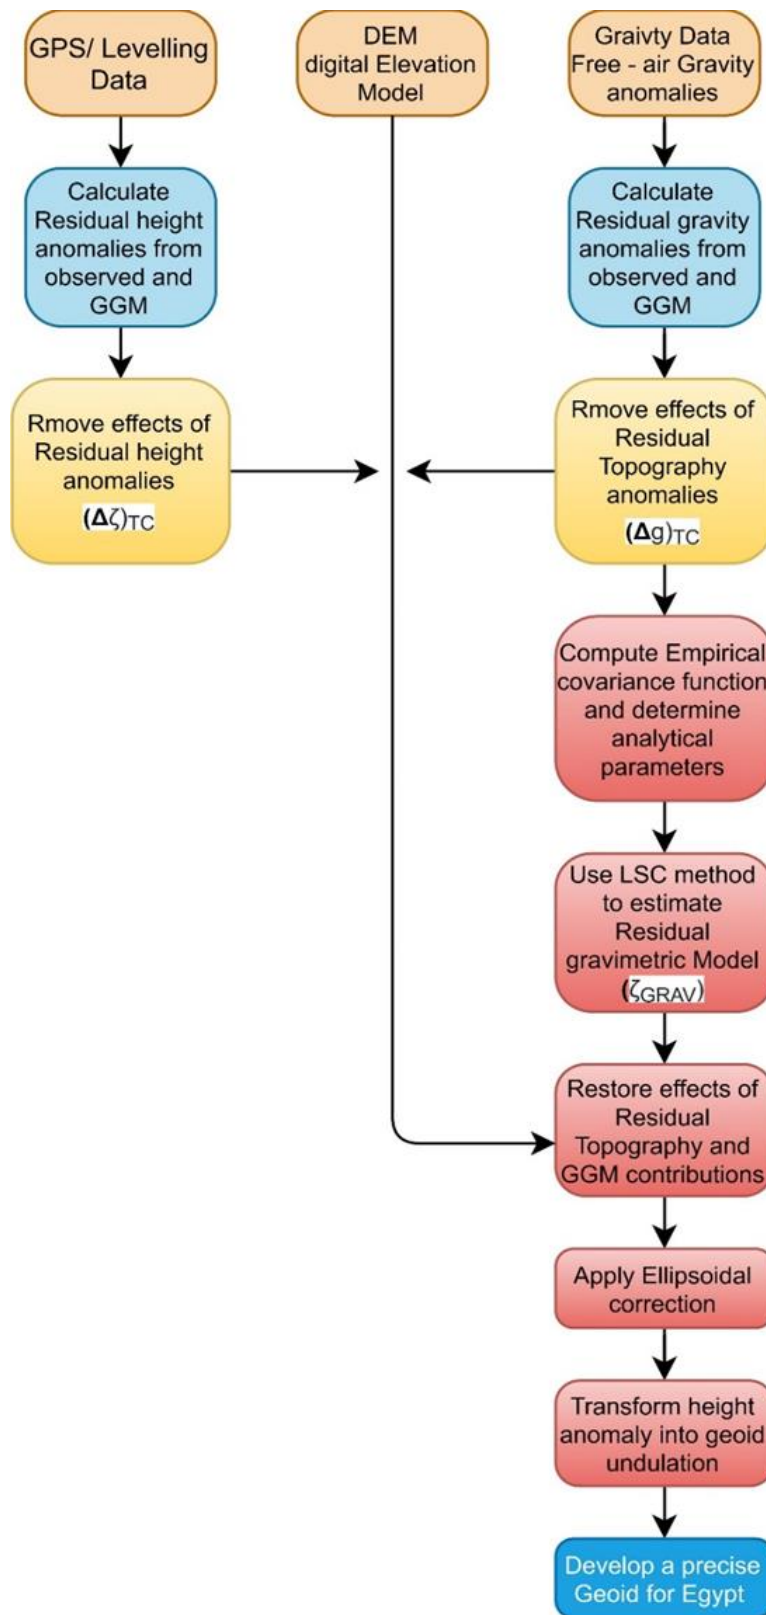 GPS/ Levelling
Data
DEM
digital Elevation
Model
Graivty Data
Free - air Gravity
anomalies
Calculate
Residual height
anomalies from
observed and
GGM
Calculate
Residual gravity
anomalies from
observed and
GGM
Rmove effects of
Residual height
anomalies
(Δζ)TC
Rmove effects of
Residual
Topography
anomalies
(Δg)TC
Compute Empirical
covariance function
and determine
analytical
parameters
Use LSC method
to estimate
Residual
gravimetric Model
(ζGRAV)
Restore effects of
Residual
Topography and
GGM contributions
Apply Ellipsoidal
correction
Transform height
anomaly into geoid
undulation
Develop a precise
Geoid for Egypt